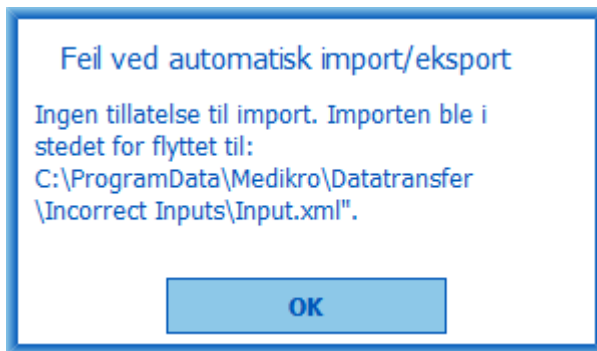 Feil ved automatisk import/eksport
Ingen tillatelse til import. Importen ble i
stedet for flyttet til:
C:\ProgramData\Medikro\Datatransfer
\Incorrect Inputs\Input.xml".
OK